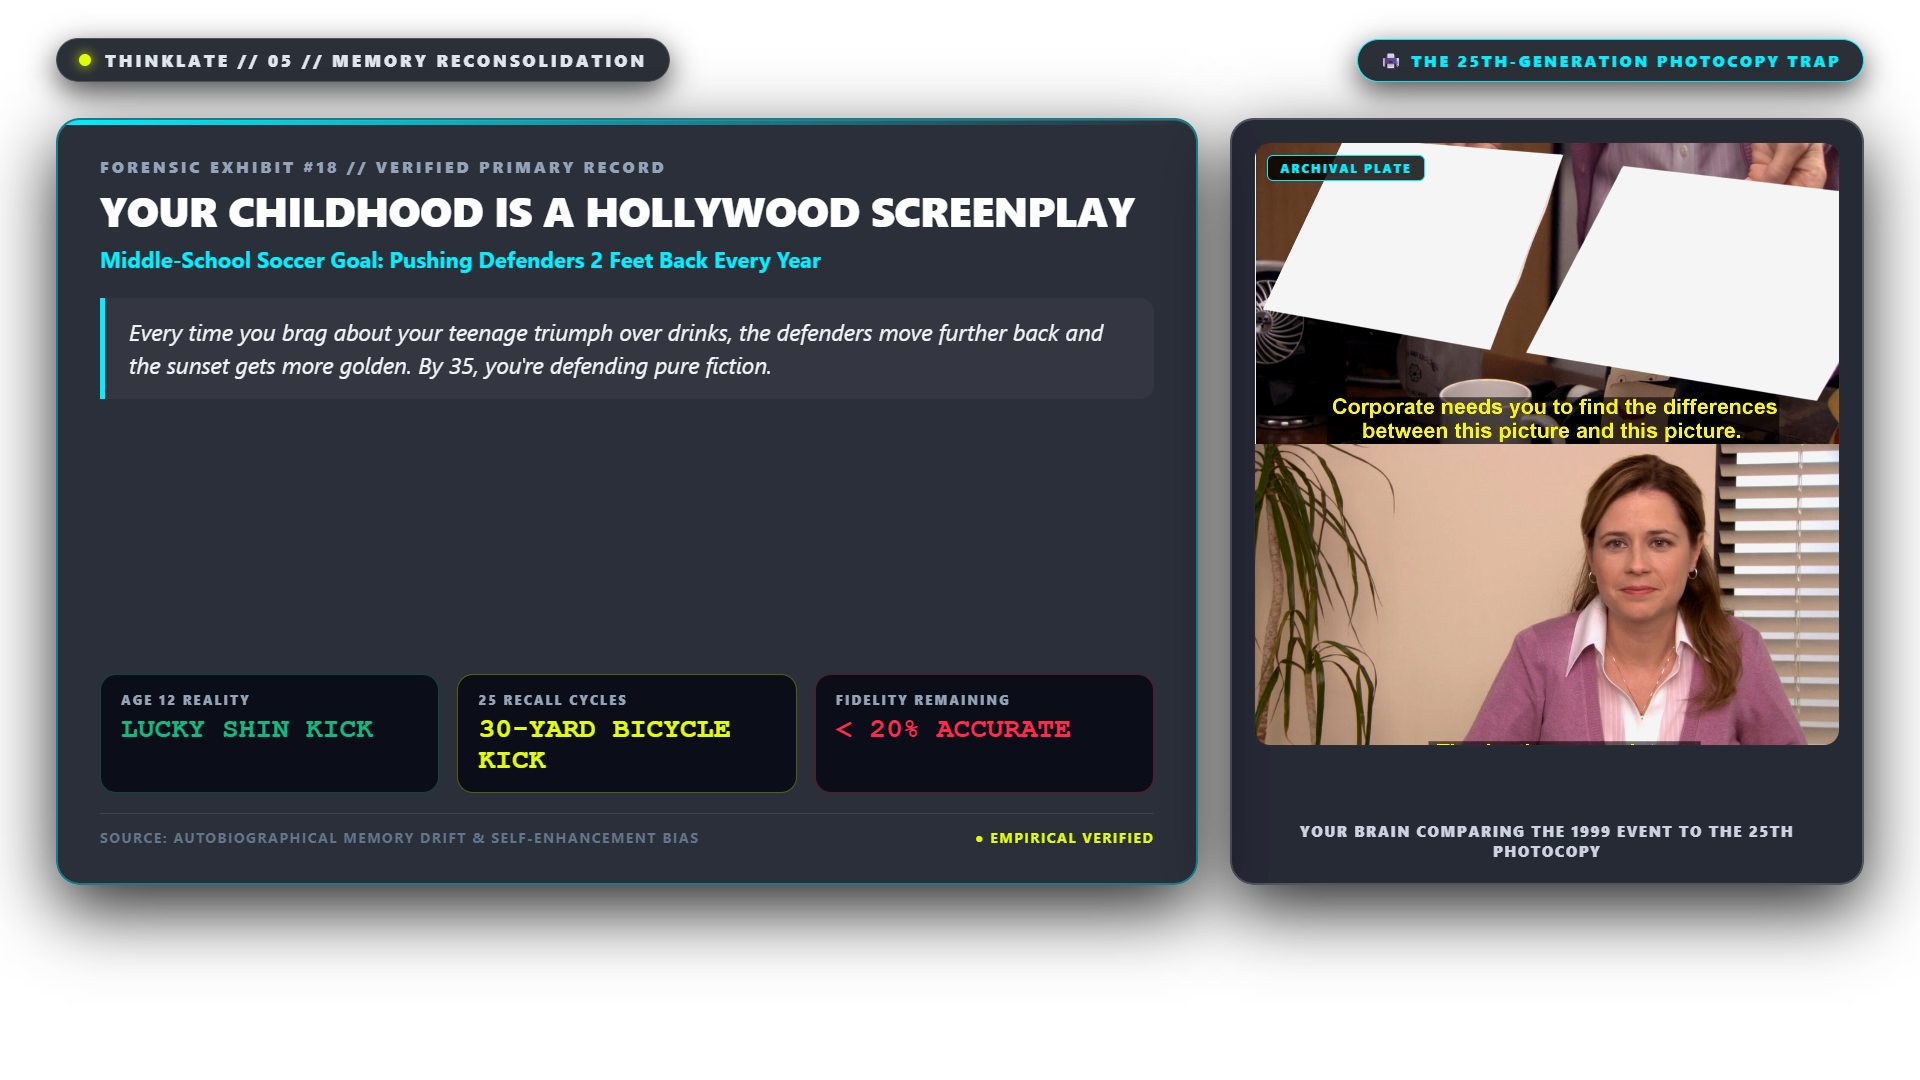 THINKLATE // 05 // MEMORY RECONSOLIDATION
THE 25TH-GENERATION PHOTOCOPY TRAP
FORENSIC EXHIBIT #18 // VERIFIED PRIMARY RECORD
YOUR CHILDHOOD IS A HOLLYWOOD SCREENPLAY
Middle-School Soccer Goal: Pushing Defenders 2 Feet Back Every Year
Every time you brag about your teenage triumph over drinks, the defenders move further back and
the sunset gets more golden. By 35, you're defending pure fiction.
AGE 12 REALITY
LUCKY SHIN KICK
25 RECALL CYCLES
30-YARD BICYCLE
KICK
FIDELITY REMAINING
< 20% ACCURATE
SOURCE: AUTOBIOGRAPHICAL MEMORY DRIFT & SELF-ENHANCEMENT BIAS
● EMPIRICAL VERIFIED
ARCHIVAL PLATE
Corporate needs you to find the differences
between this picture and this picture.
YOUR BRAIN COMPARING THE 1999 EVENT TO THE 25TH
PHOTOCOPY